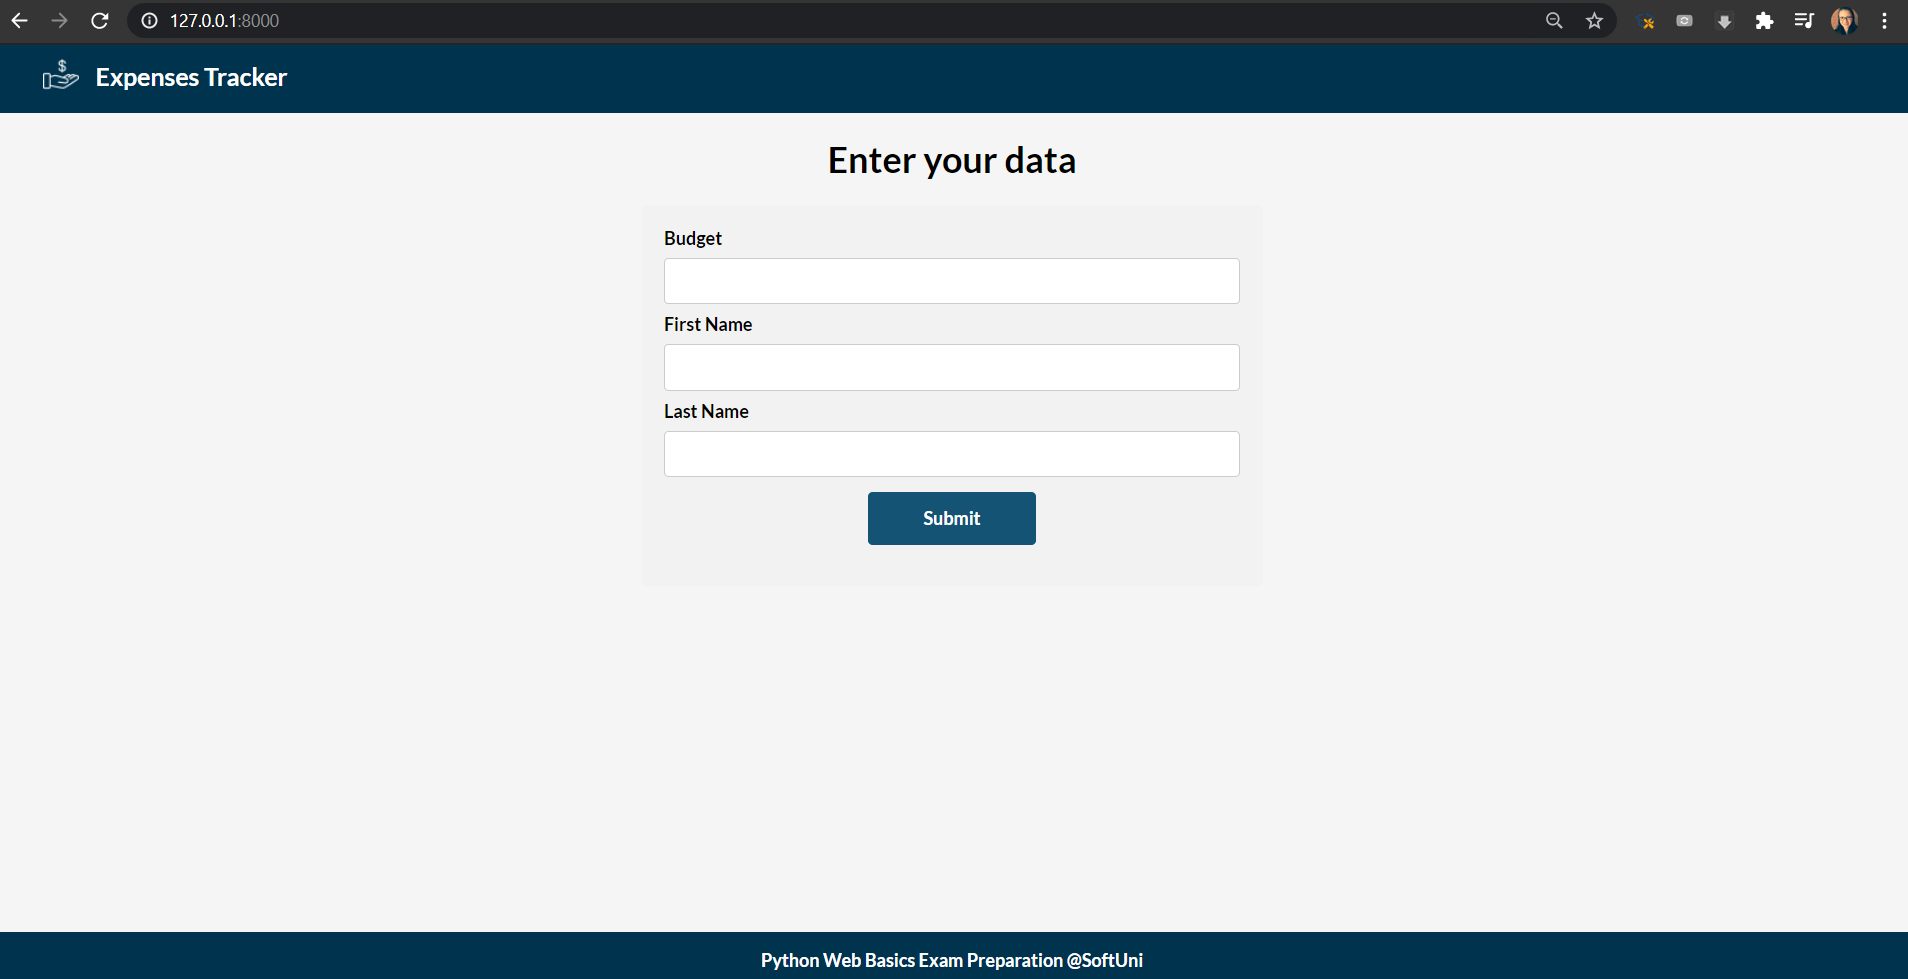 127.0.0.1:8000
$
Expenses Tracker
Enter your data
Budget
First Name
Last Name
Submit
Python Web Basics Exam Preparation @SoftUni